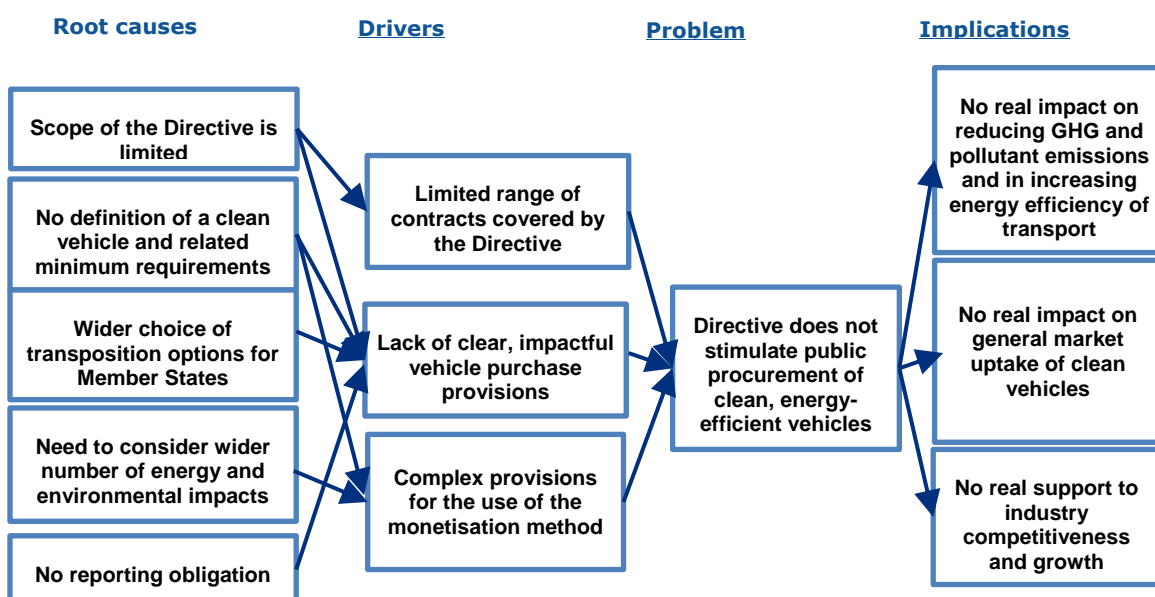 Root causes
Drivers
Problem
Implications
Scope of the Directive is
limited
No definition of a clean
vehicle and related
minimum requirements
Wider choice of
transposition options for
Member States
Need to consider wider
number of energy and
environmental impacts
No reporting obligation
Limited range of
contracts covered by
the Directive
Lack of clear, impactful
vehicle purchase
provisions
Complex provisions
for the use of the
monetisation method
Directive does not
stimulate public
procurement of
clean, energy-
efficient vehicles
No real impact on
reducing GHG and
pollutant emissions
and in increasing
energy efficiency of
transport
No real impact on
general market
uptake of clean
vehicles
No real support to
industry
competitiveness
and growth